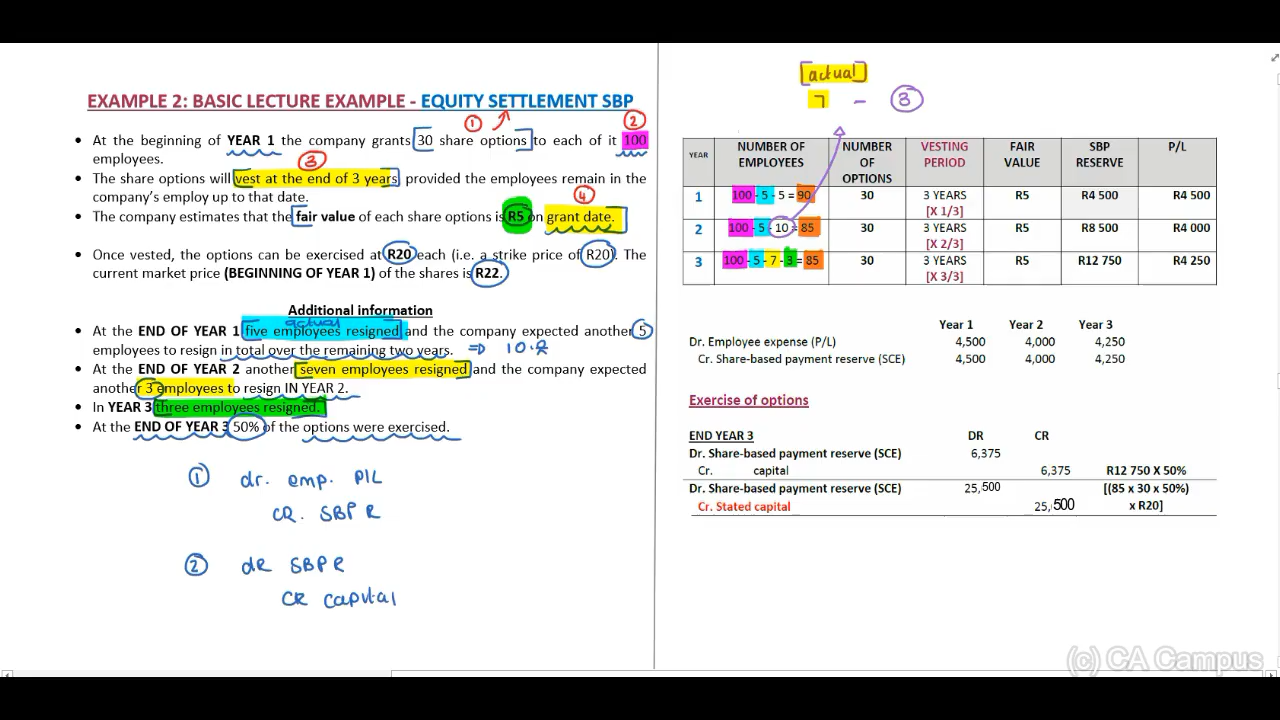 EXAMPLE 2: BASIC LECTURE EXAMPLE - EQUITY SETTLEMENT SBP
① ②
• At the beginning of YEAR 1 the company grants 30 share options to each of it 100
employees.
③
• The share options will vest at the end of 3 years, provided the employees remain in the
company's employ up to that date.
④
• The company estimates that the fair value of each share options is R5 on grant date.
• Once vested, the options can be exercised at R20 each (i.e. a strike price of R20). The
current market price (BEGINNING OF YEAR 1) of the shares is R22.
Additional information
actual
• At the END OF YEAR 1 five employees resigned and the company expected another 5
employees to resign in total over the remaining two years. ⇒ 10.
• At the END OF YEAR 2 another seven employees resigned and the company expected
another 3 employees to resign IN YEAR 2.
• In YEAR 3 three employees resigned.
• At the END OF YEAR 3 50% of the options were exercised.
① dr. emp. P/L
CR. SBP R
② dR SBP R
CR capital
[actual]
7 - 3
YEAR NUMBER OF EMPLOYEES NUMBER OF OPTIONS VESTING PERIOD FAIR VALUE SBP RESERVE P/L
1 100 - 5 - 5 = 90 30 3 YEARS [X 1/3] R5 R4 500 R4 500
2 100 - 5 - 10 = 85 30 3 YEARS [X 2/3] R5 R8 500 R4 000
3 100 - 5 - 7 - 3 = 85 30 3 YEARS [X 3/3] R5 R12 750 R4 250
Year 1 Year 2 Year 3
Dr. Employee expense (P/L) 4,500 4,000 4,250
Cr. Share-based payment reserve (SCE) 4,500 4,000 4,250
Exercise of options
END YEAR 3 DR CR
Dr. Share-based payment reserve (SCE) 6,375
Cr. capital 6,375 R12 750 X 50%
Dr. Share-based payment reserve (SCE) 25,500 [(85 x 30 x 50%)
Cr. Stated capital 25,500 x R20]
(c) CA Campus